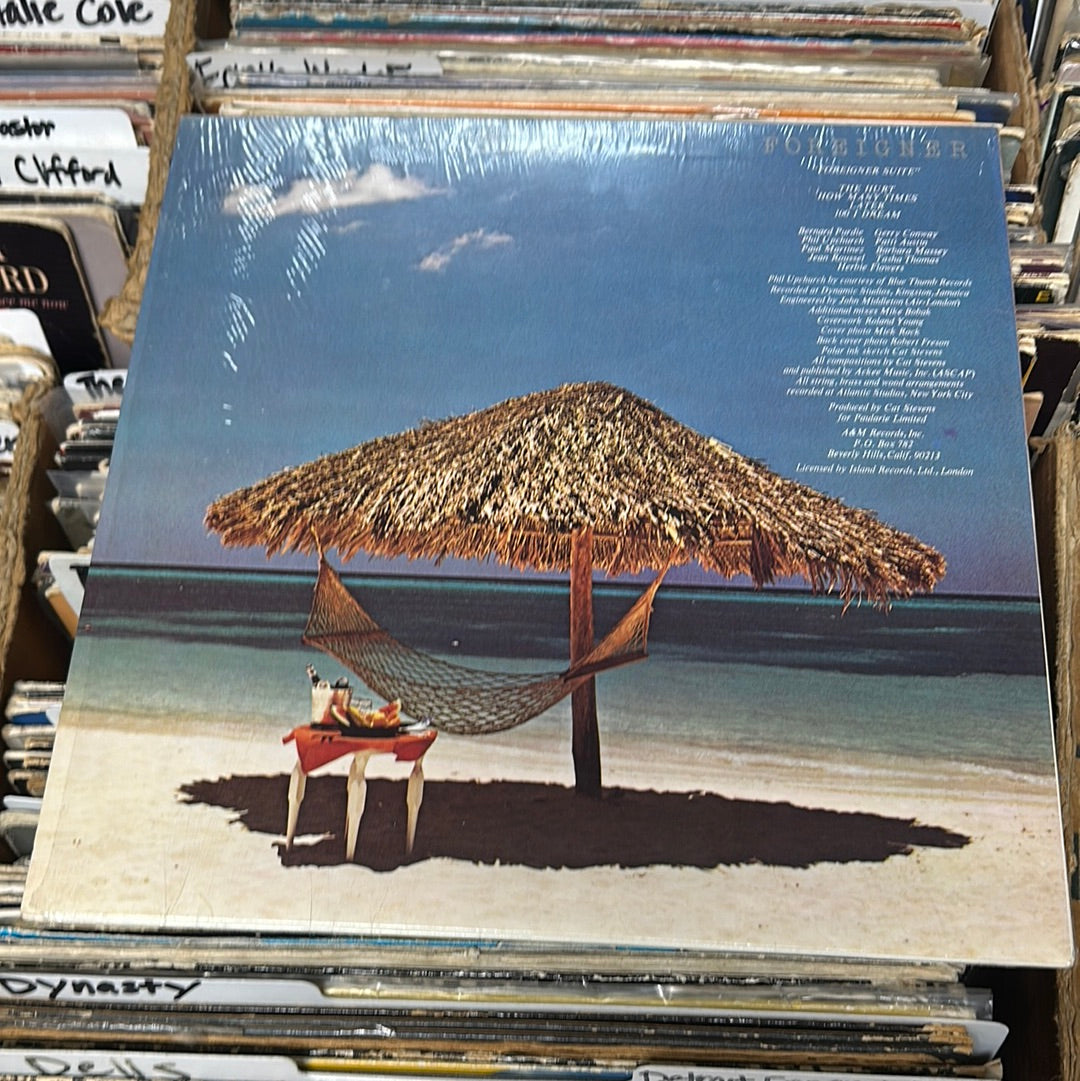 Cole
Clifford
FOREIGNER
"FOREIGNER SUITE"
THE HURT
HOW MANY TIMES
LATER
100 I DREAM
Bernard Purdie Gerry Conway
Phil Upchurch Patti Austin
Paul Martinez Barbara Massey
Jean Roussel Tasha Thomas
Herbie Flowers
Phil Upchurch by courtesy of Blue Thumb Records
Recorded at Dynamic Studios, Kingston, Jamaica
Engineered by John Middleton (Air London)
Additional mixes Mike Bobak
Coverwork Roland Young
Cover photo Mick Rock
Back cover photo Robert Freson
Polar ink sketch Cat Stevens
All compositions by Cat Stevens
and published by Ackee Music, Inc. (ASCAP)
All string, brass and wood arrangements
recorded at Atlantic Studios, New York City
Produced by Cat Stevens
for Paularie Limited
A&M Records, Inc.
P.O. Box 782
Beverly Hills, Calif. 90213
Licensed by Island Records, Ltd., London
me now
The
Dynasty
Dells